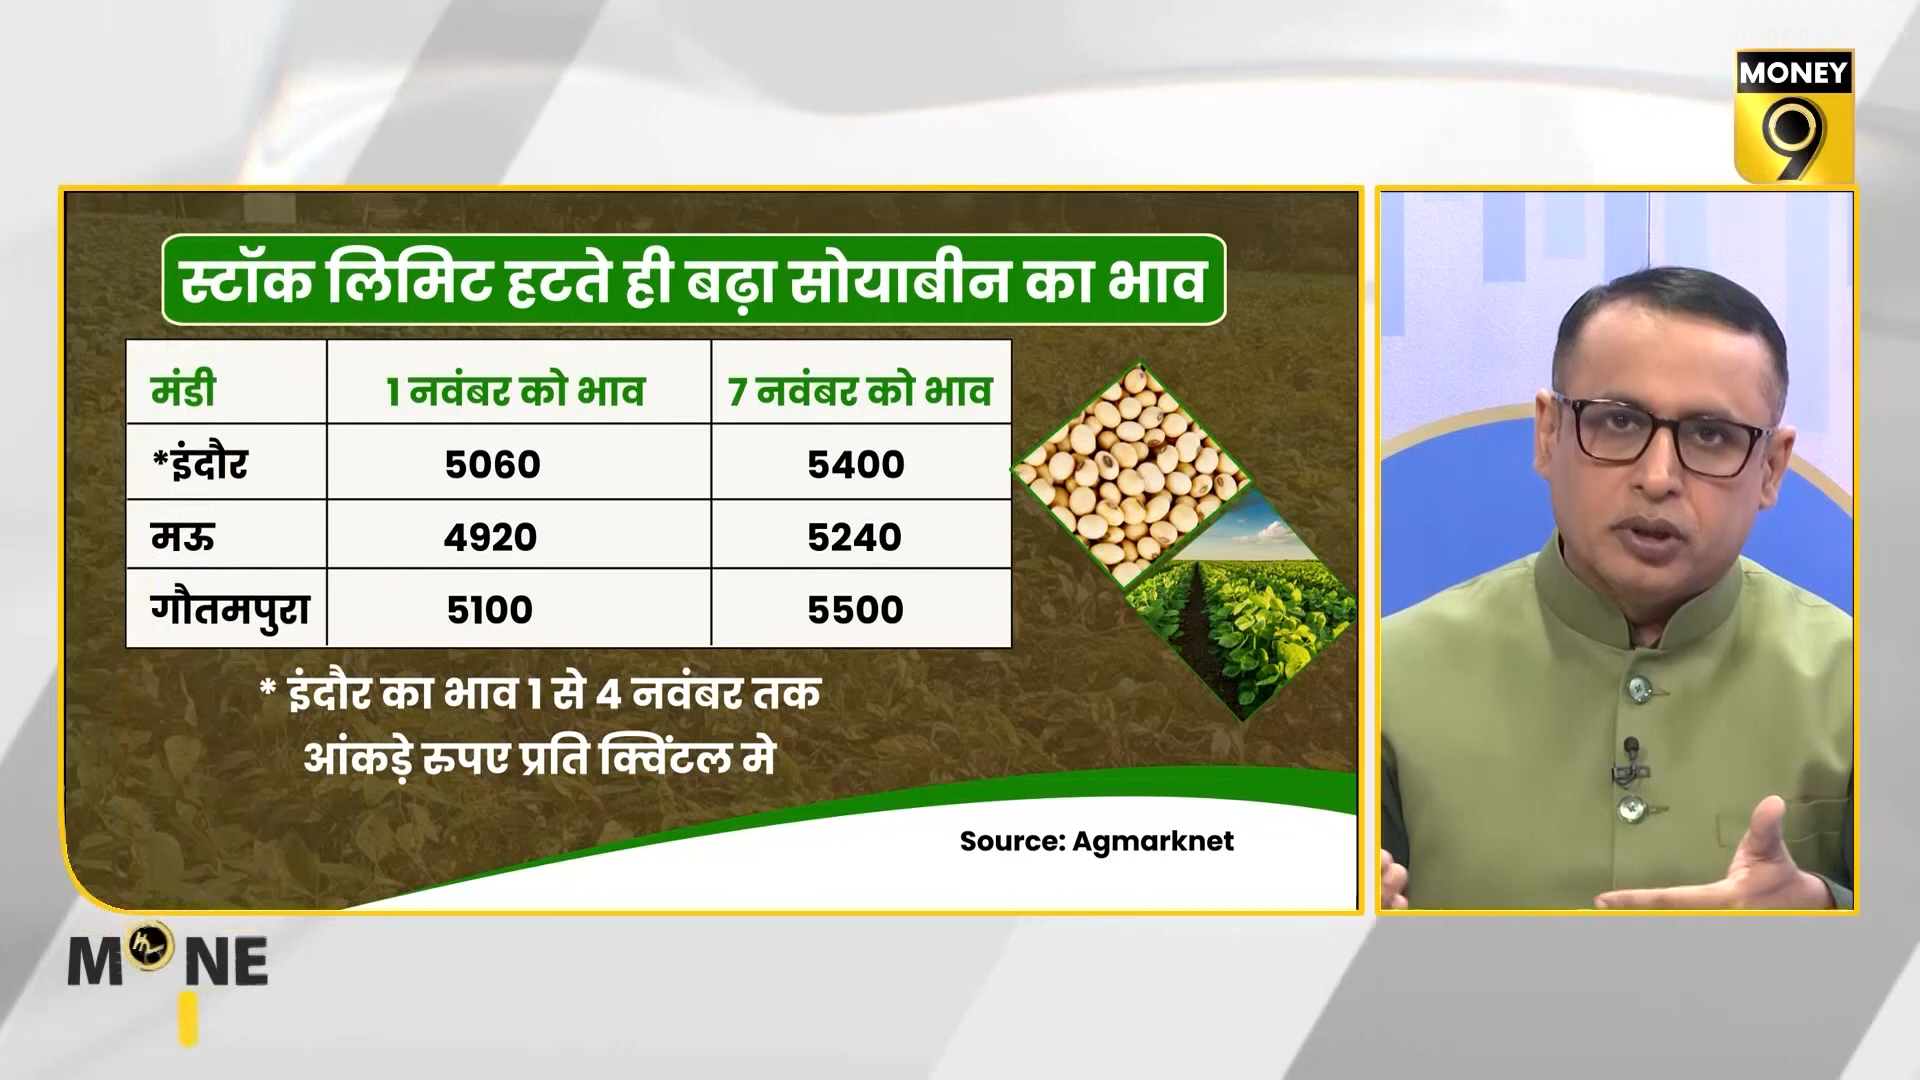 MONEY
9
स्टॉक लिमिट हटते ही बढ़ा सोयाबीन का भाव
मंडी 1 नवंबर को भाव 7 नवंबर को भाव
*इंदौर 5060 5400
मऊ 4920 5240
गौतमपुरा 5100 5500
* इंदौर का भाव 1 से 4 नवंबर तक
आंकड़े रुपए प्रति क्विंटल मे
Source: Agmarknet
MONE